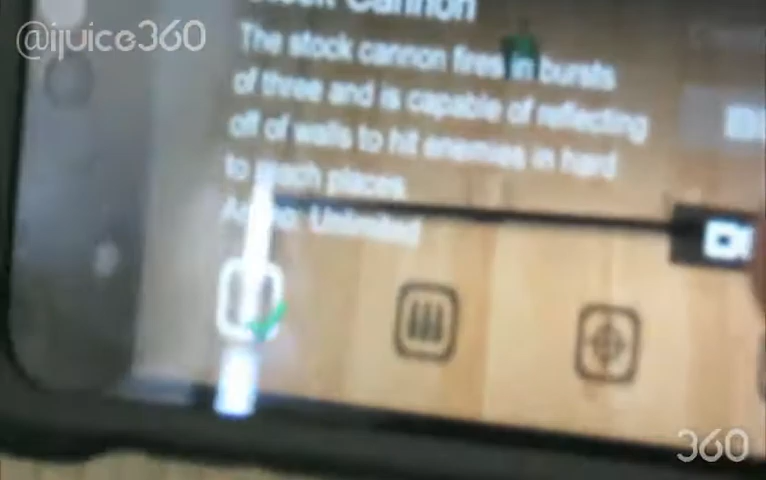 Stock Cannon
@ijuice360
The stock cannon fires in bursts
of three and is capable of reflecting
off of walls to hit enemies in hard
to reach places.
Ammo: Unlimited
360